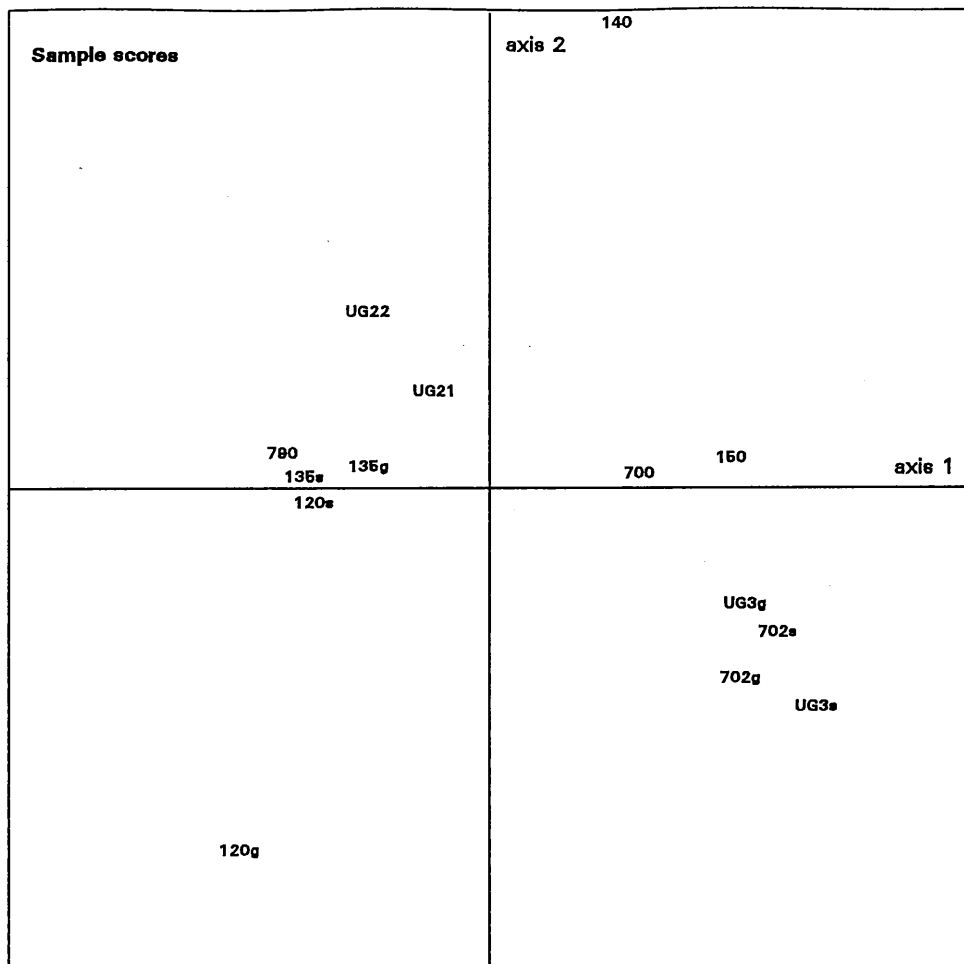 140
axis 2
Sample scores
UG22
UG21
790
135s
135g
150
700
axis 1
120s
UG3g
702s
702g
UG3s
120g